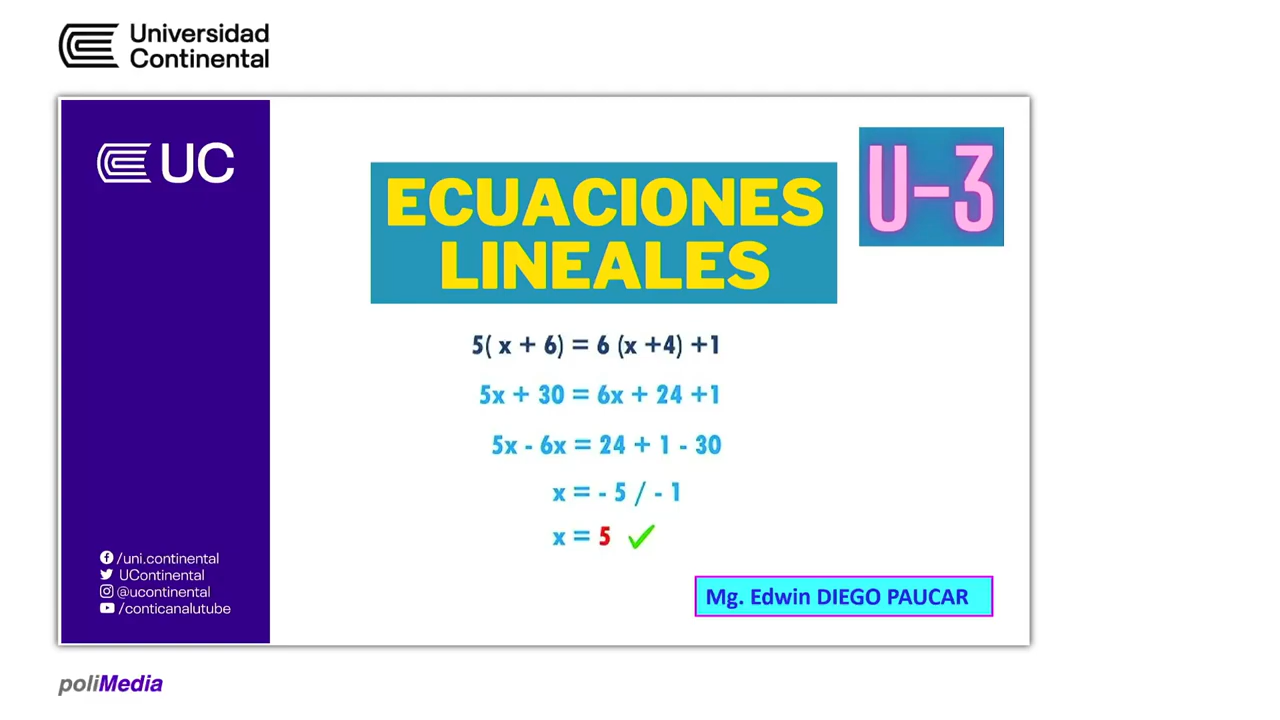 Universidad
Continental
UC
U-3
ECUACIONES
LINEALES
5( x + 6) = 6 (x +4) +1
5x + 30 = 6x + 24 +1
5x - 6x = 24 + 1 - 30
x = - 5 / - 1
x = 5
/uni.continental
UContinental
@ucontinental
/conticanalutube
Mg. Edwin DIEGO PAUCAR
poliMedia